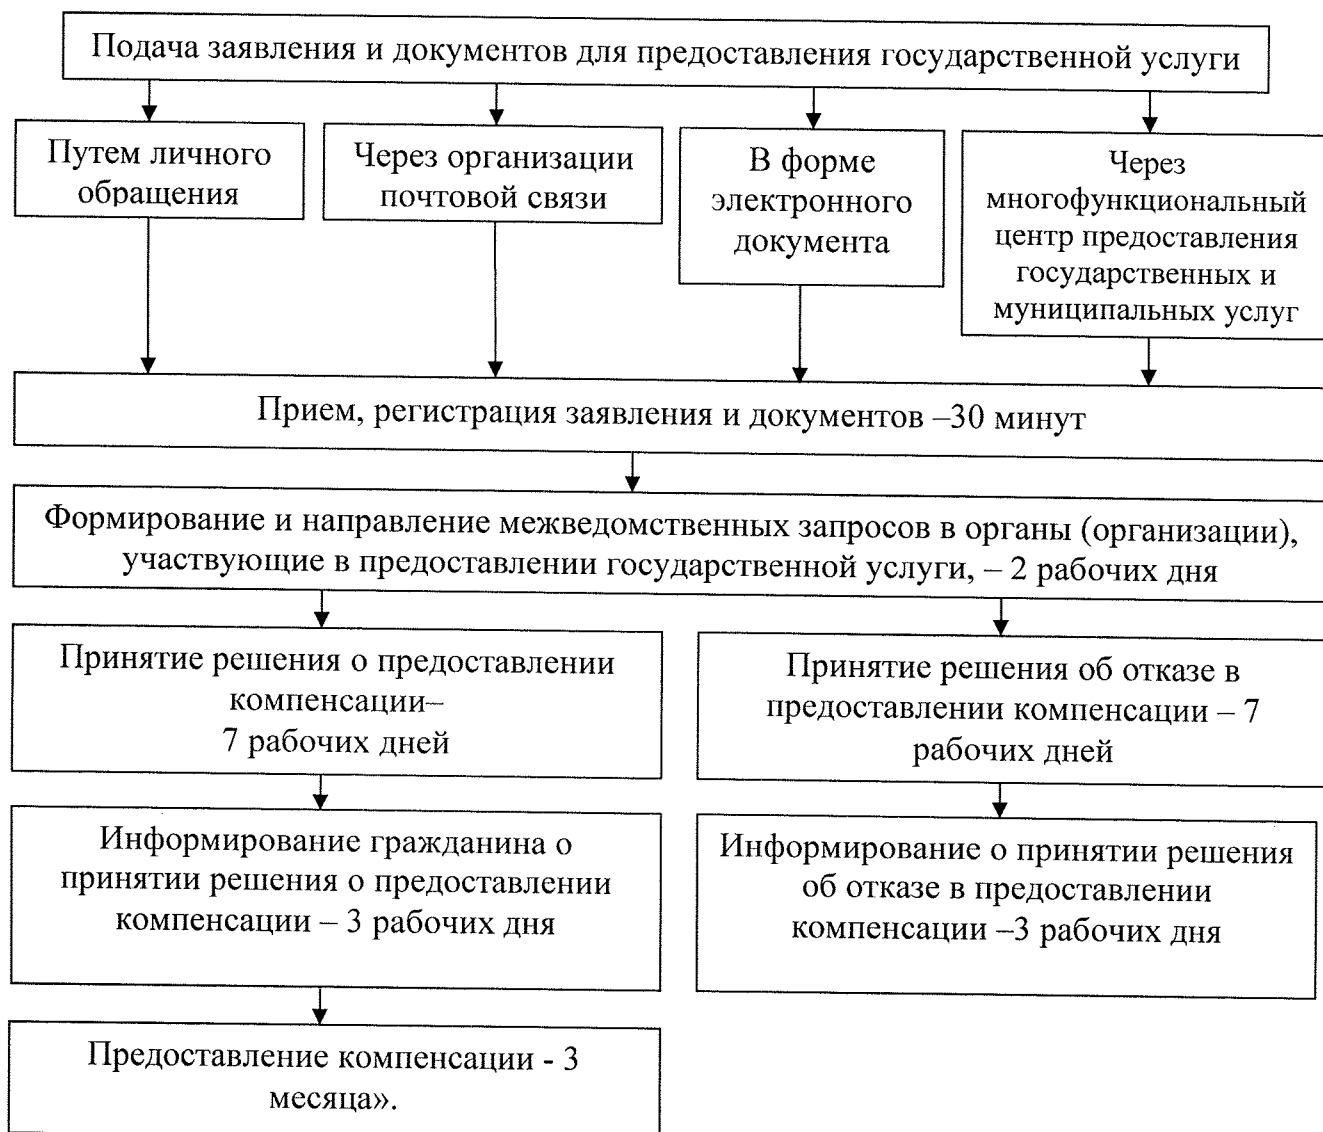 Подача заявления и документов для предоставления государственной услуги
Путем личного
обращения
Через организации
почтовой связи
В форме
электронного
документа
Через
многофункциональный
центр предоставления
государственных и
муниципальных услуг
Прием, регистрация заявления и документов –30 минут
Формирование и направление межведомственных запросов в органы (организации),
участвующие в предоставлении государственной услуги, – 2 рабочих дня
Принятие решения о предоставлении
компенсации–
7 рабочих дней
Принятие решения об отказе в
предоставлении компенсации – 7
рабочих дней
Информирование гражданина о
принятии решения о предоставлении
компенсации – 3 рабочих дня
Информирование о принятии решения
об отказе в предоставлении
компенсации –3 рабочих дня
Предоставление компенсации - 3
месяца».